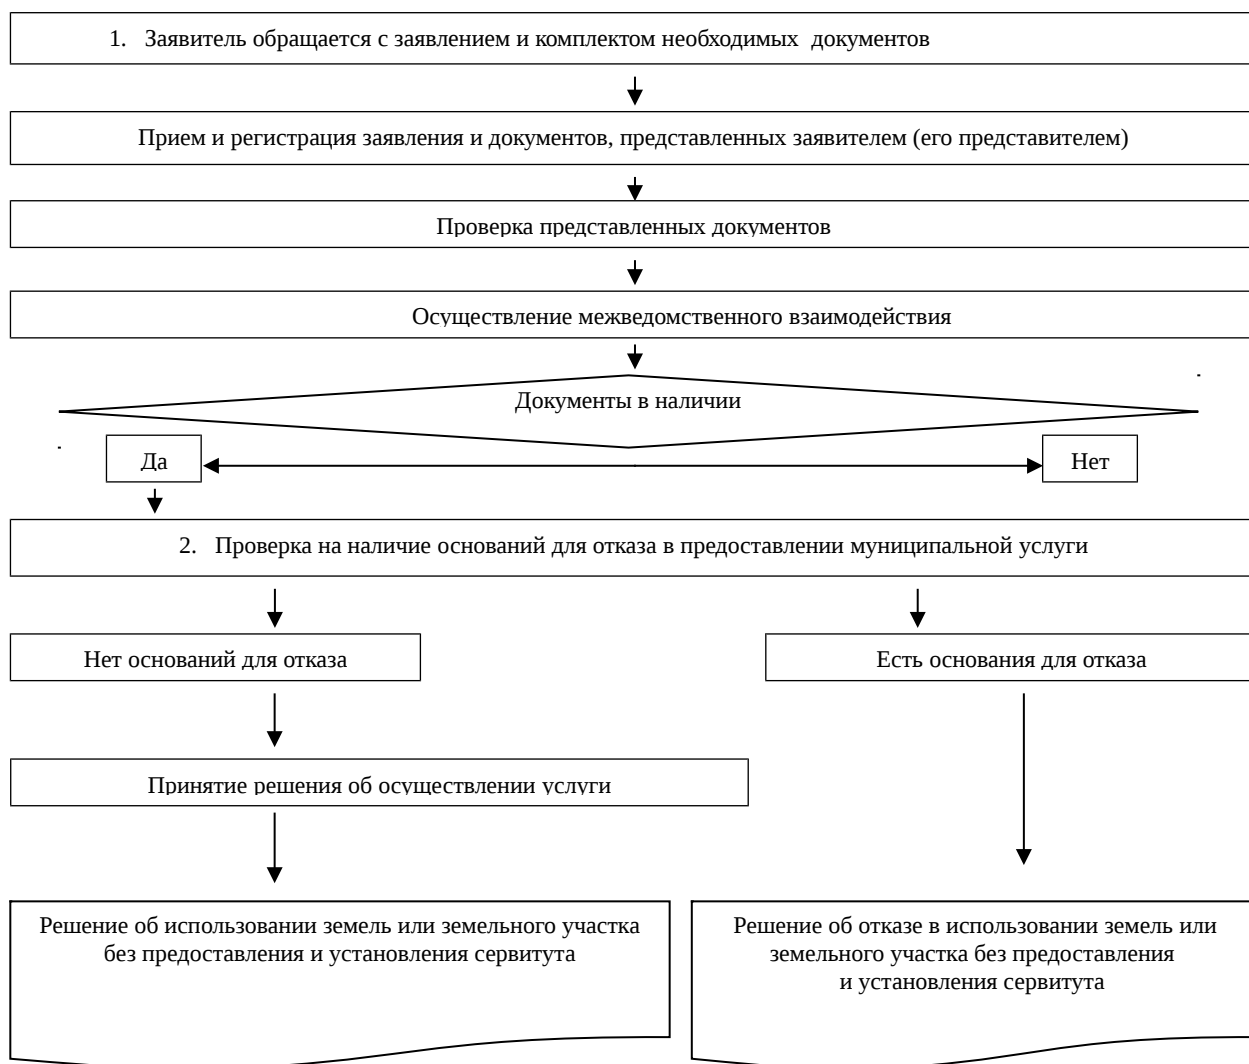 1. Заявитель обращается с заявлением и комплектом необходимых документов
Прием и регистрация заявления и документов, представленных заявителем (его представителем)
Проверка представленных документов
Осуществление межведомственного взаимодействия
Документы в наличии
Да
Нет
2. Проверка на наличие оснований для отказа в предоставлении муниципальной услуги
Нет оснований для отказа
Есть основания для отказа
Принятие решения об осуществлении услуги
Решение об использовании земель или земельного участка
без предоставления и установления сервитута
Решение об отказе в использовании земель или
земельного участка без предоставления
и установления сервитута